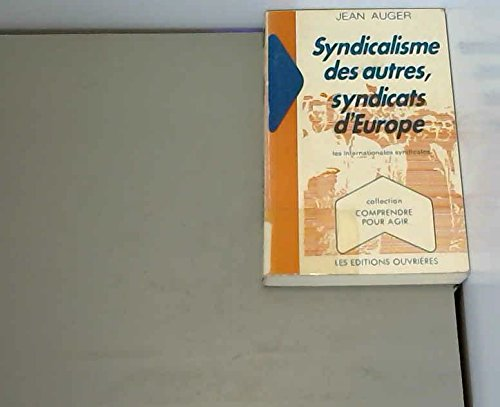 JEAN AUGER
Syndicalisme
des autres,
syndicats
d'Europe
les internationales syndicales
collection
COMPRENDRE
POUR AGIR
LES EDITIONS OUVRIÈRES